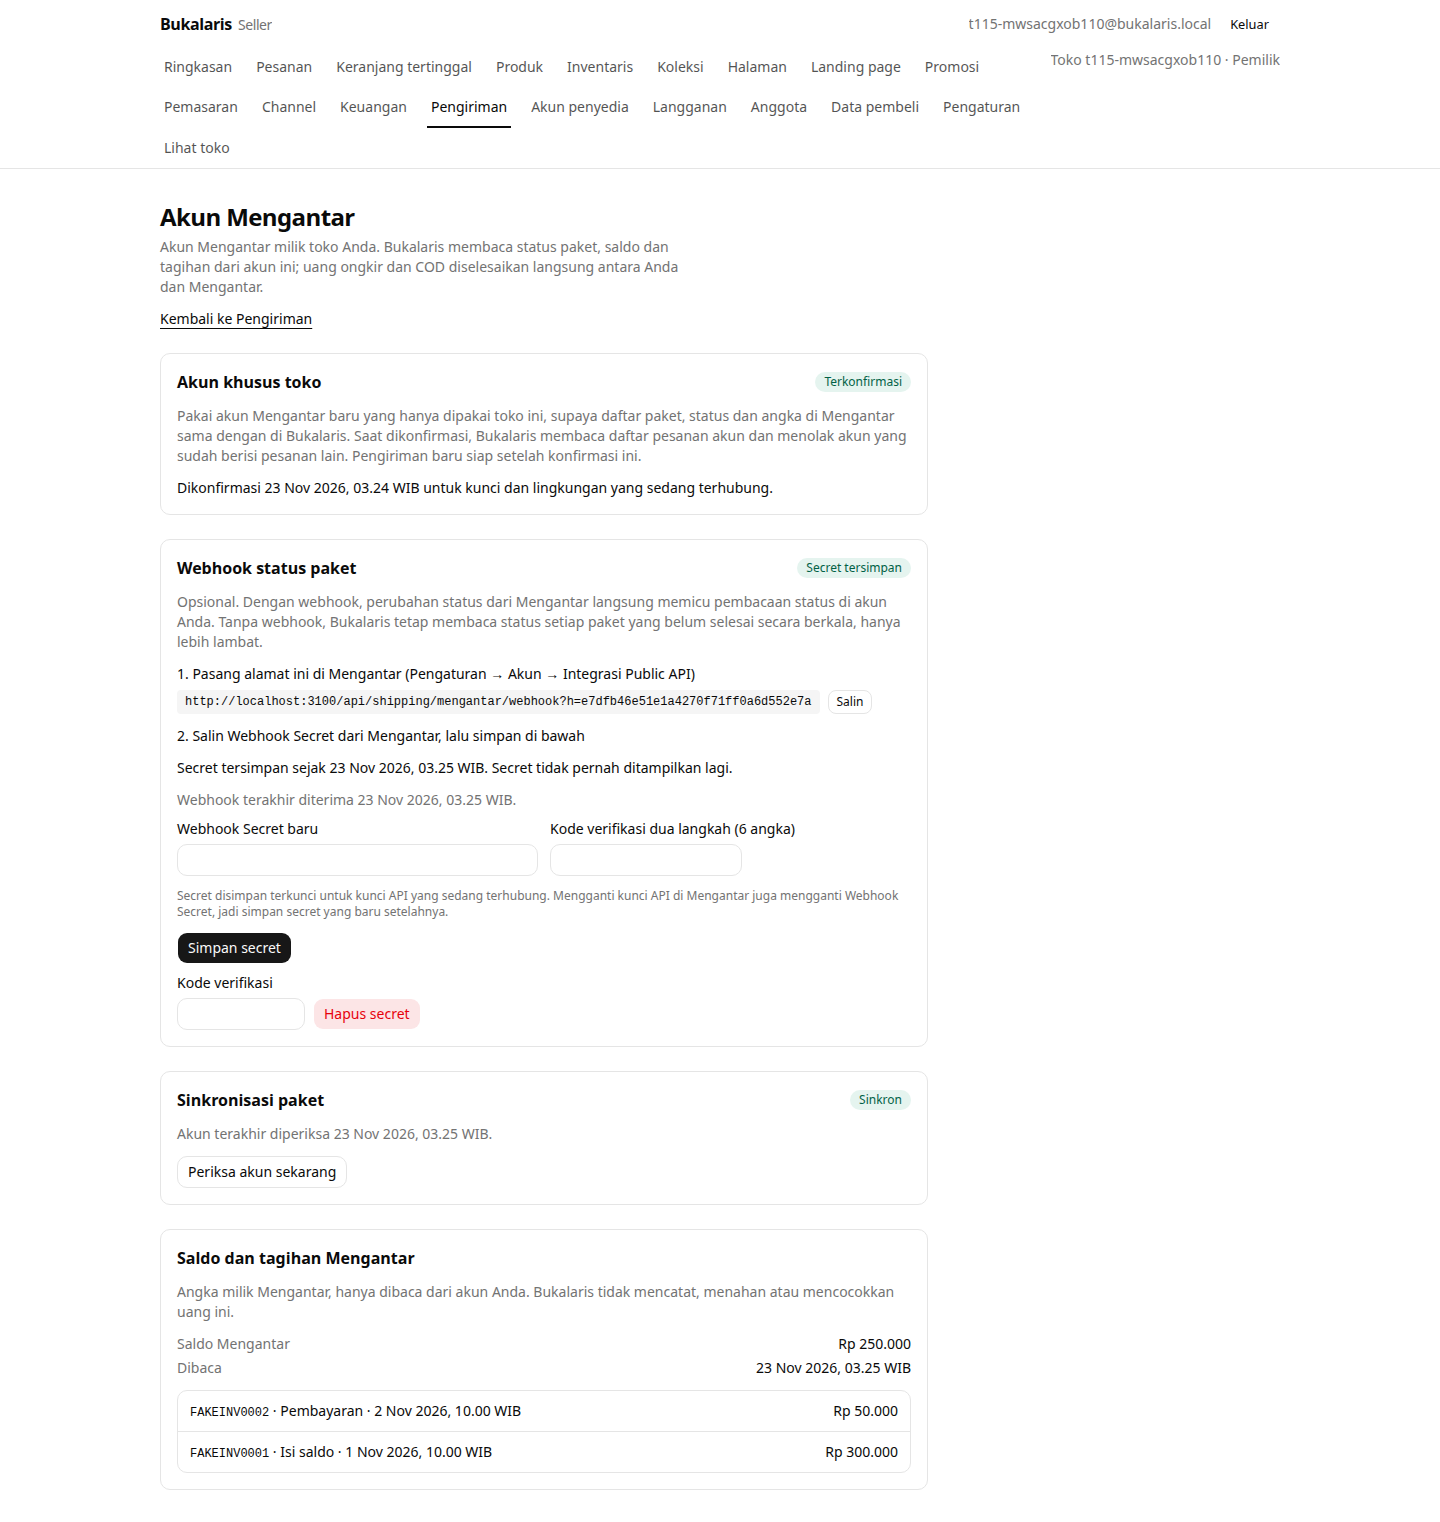 Bukalaris Seller
t115-mwsacgxob110@bukalaris.local Keluar
Ringkasan Pesanan Keranjang tertinggal Produk Inventaris Koleksi Halaman Landing page Promosi
Toko t115-mwsacgxob110 · Pemilik
Pemasaran Channel Keuangan Pengiriman Akun penyedia Langganan Anggota Data pembeli Pengaturan
Lihat toko
Akun Mengantar
Akun Mengantar milik toko Anda. Bukalaris membaca status paket, saldo dan
tagihan dari akun ini; uang ongkir dan COD diselesaikan langsung antara Anda
dan Mengantar.
Kembali ke Pengiriman
Akun khusus toko
Terkonfirmasi
Pakai akun Mengantar baru yang hanya dipakai toko ini, supaya daftar paket, status dan angka di Mengantar
sama dengan di Bukalaris. Saat dikonfirmasi, Bukalaris membaca daftar pesanan akun dan menolak akun yang
sudah berisi pesanan lain. Pengiriman baru siap setelah konfirmasi ini.
Dikonfirmasi 23 Nov 2026, 03.24 WIB untuk kunci dan lingkungan yang sedang terhubung.
Webhook status paket
Secret tersimpan
Opsional. Dengan webhook, perubahan status dari Mengantar langsung memicu pembacaan status di akun
Anda. Tanpa webhook, Bukalaris tetap membaca status setiap paket yang belum selesai secara berkala, hanya
lebih lambat.
1. Pasang alamat ini di Mengantar (Pengaturan → Akun → Integrasi Public API)
http://localhost:3100/api/shipping/mengantar/webhook?h=e7dfb46e51e1a4270f71ff0a6d552e7a Salin
2. Salin Webhook Secret dari Mengantar, lalu simpan di bawah
Secret tersimpan sejak 23 Nov 2026, 03.25 WIB. Secret tidak pernah ditampilkan lagi.
Webhook terakhir diterima 23 Nov 2026, 03.25 WIB.
Webhook Secret baru Kode verifikasi dua langkah (6 angka)
Secret disimpan terkunci untuk kunci API yang sedang terhubung. Mengganti kunci API di Mengantar juga mengganti Webhook
Secret, jadi simpan secret yang baru setelahnya.
Simpan secret
Kode verifikasi
Hapus secret
Sinkronisasi paket
Sinkron
Akun terakhir diperiksa 23 Nov 2026, 03.25 WIB.
Periksa akun sekarang
Saldo dan tagihan Mengantar
Angka milik Mengantar, hanya dibaca dari akun Anda. Bukalaris tidak mencatat, menahan atau mencocokkan
uang ini.
Saldo Mengantar Rp 250.000
Dibaca 23 Nov 2026, 03.25 WIB
FAKEINV0002 · Pembayaran · 2 Nov 2026, 10.00 WIB Rp 50.000
FAKEINV0001 · Isi saldo · 1 Nov 2026, 10.00 WIB Rp 300.000